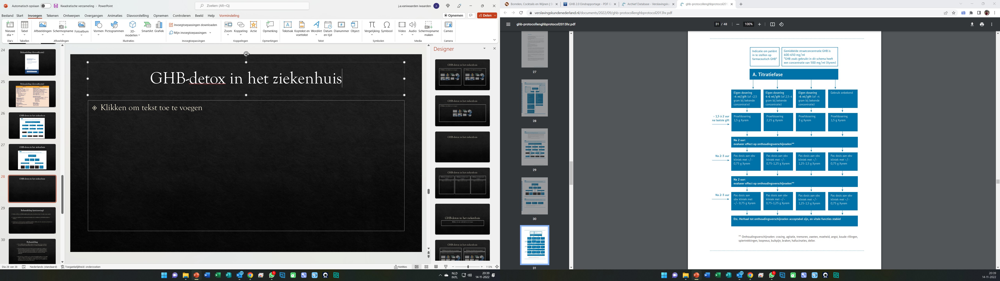 Automatisch opslaan
Kwadratische verzameling - PowerPoint
Zoeken (Alt+Q)
j.a.vaniwaarden iwaarden
JI
Bestand Start Invoegen Tekenen Ontwerpen Overgangen Animaties Diavoorstelling Opnemen Controleren Beeld Help Vormindeling
Opnemen
Delen
Nieuwe dia
Tabel
Afbeeldingen
Schermopname
Fotoalbum
Vormen
Pictogrammen
3D-modellen
SmartArt
Grafiek
Invoegtoepassingen downloaden
Mijn invoegtoepassingen
Zoom
Koppeling
Actie
Opmerking
Tekstvak
Koptekst en voettekst
WordArt
Datum en tijd
Dianummer
Object
Vergelijking
Symbool
Video
Audio
Schermopname maken
Cameo
Dia's
Tabellen
Afbeeldingen
Illustraties
Invoegtoepassingen
Koppelingen
Opmerkingen
Tekst
Symbolen
Media
Camera
24
Behandeling (detoxificatie)
25
Behandeling (detoxificatie)
26
GHB-detox in het ziekenhuis
27
GHB-detox in het ziekenhuis
28
GHB-detox in het ziekenhuis
29
Behandeling (anticraving)
30
Behandeling
GHB-detox in het ziekenhuis
Klikken om tekst toe te voegen
Designer
GHB-detox in het ziekenhuis
GHB-detox in het ziekenhuis
GHB-detox in het ziekenhuis
GHB-detox in het ziekenhuis
GHB-detox in het ziekenhuis
GHB-detox in het ziekenhuis
Dia 28 van 38
Nederlands (standaard)
Toegankelijkheid: onderzoeken
Notities
113%
NLD
INTL
20:39
14-11-2022
Borrelen, Cocktails en Wijnen | St
GHB 2.0 Eindrapportage - PDF G
Archief Database - Verslavingsku
ghb-protocollenghbprotocol201
verslavingskundenederland.nl/documents/2022/09/ghb-protocollenghbprotocol2013hr.pdf
ghb-protocollenghbprotocol2013hr.pdf
31 / 48
100%
27
28
29
30
31
Indicatie om patiënt
in te stellen op
farmaceutisch GHB*
Gemiddelde straatconcentratie GHB is
600-650 mg/ml
*GHB zoals gebruikt in dit schema heeft
een concentratie van 500 mg/ml (Xyrem)
A. Titratiefase
Eigen dosering
<4 ml/gift (of <2,5
gram bij bekende
concentrat e)
Eigen dosering
4-6 ml/gift (of 2,5-4
gram bij bekende
concentratie)
Eigen dosering
>6 ml/gift (of >4
gram bij bekende
concentratie)
Gebruik onbekend
< 1,5 à 2 uur
na laatste gift
Proefdosering
1,5 g Xyrem
Proefdosering
2,25 g Xyrem
Proefdosering
3 g Xyrem
Proefdosering
1,5 g Xyrem
Na 2 uur:
evalueer effect op onthoudingsverschijnselen**
Na 2-3 uur
Pas dosis aan obv
kliniek met +/-
0,75 g Xyrem
Pas dosis aan obv
kliniek met +/-
0,75-1,25 g Xyrem
Pas dosis aan obv
kliniek met +/-
1,25-1,5 g Xyrem
Pas dosis aan obv
kliniek met +/-
0,75 g Xyrem
Na 2 uur:
evalueer effect op onthoudingsverschijnselen**
Na 2-3 uur
Pas dosis aan
obv kliniek met
+/- 0,75 g Xyrem
Pas dosis aan obv
kliniek met +/-
0,75-1,25 g Xyrem
Pas dosis aan obv
kliniek met +/-
1,25-1,5 g Xyrem
Pas dosis aan obv
kliniek met +/-
0,75 g Xyrem
Etc. Herhaal tot onthoudingsverschijnselen acceptabel zijn, en vitale functies stabiel
** Onthoudingsverschijnselen: craving, agitatie, tremoren, zweten, moeheid, angst, koude rillingen,
spiertrekkingen, loopneus, buikpijn, braken, hallucinaties, delier.
20:39
14-11-2022